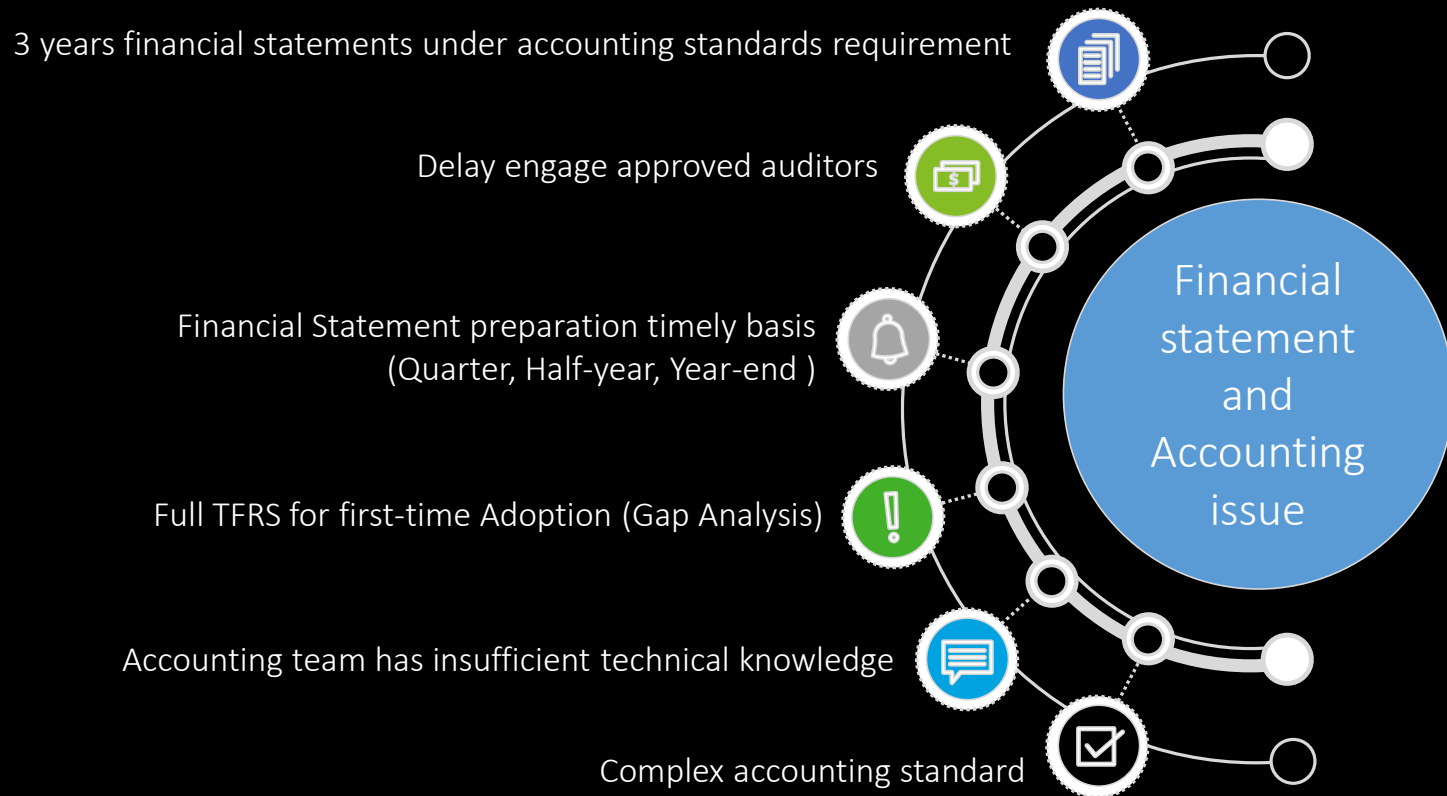 3 years financial statements under accounting standards requirement
Delay engage approved auditors
Financial Statement preparation timely basis
(Quarter, Half-year, Year-end )
Full TFRS for first-time Adoption (Gap Analysis)
Accounting team has insufficient technical knowledge
Complex accounting standard
Financial
statement
and
Accounting
issue
$